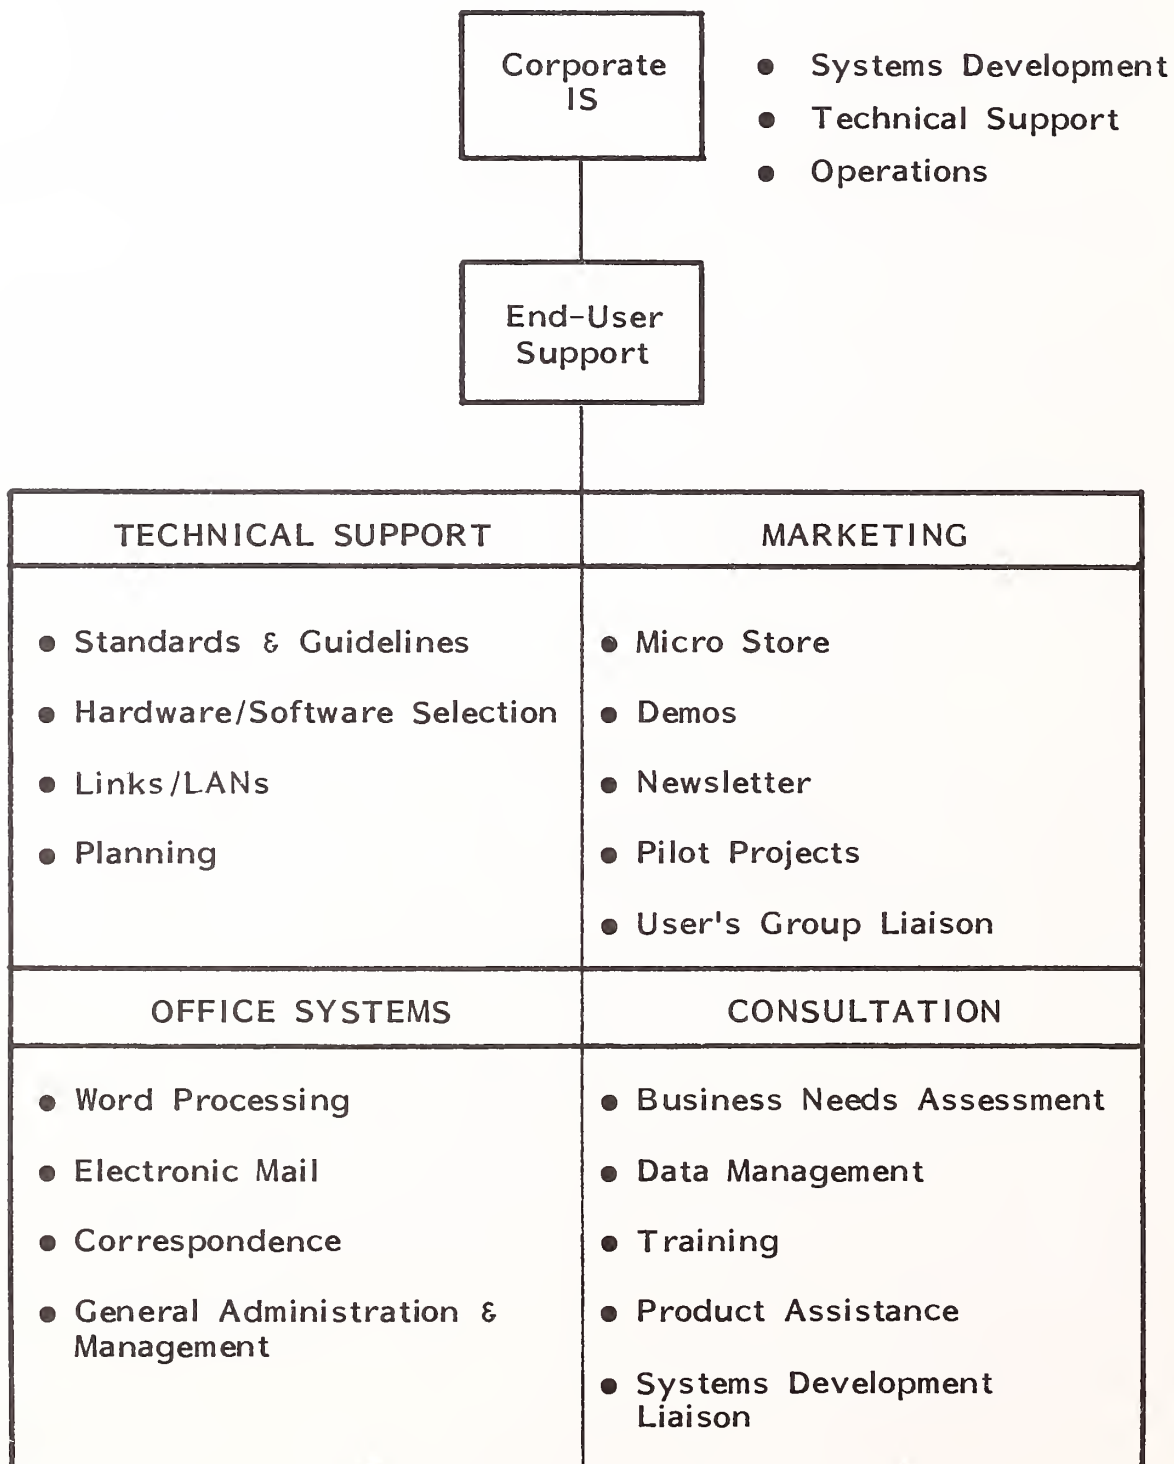 Corporate
IS
● Systems Development
● Technical Support
● Operations
End-User
Support
TECHNICAL SUPPORT
● Standards & Guidelines
● Hardware/Software Selection
● Links/LANs
● Planning
MARKETING
● Micro Store
● Demos
● Newsletter
● Pilot Projects
● User's Group Liaison
OFFICE SYSTEMS
● Word Processing
● Electronic Mail
● Correspondence
● General Administration &
Management
CONSULTATION
● Business Needs Assessment
● Data Management
● Training
● Product Assistance
● Systems Development
Liaison